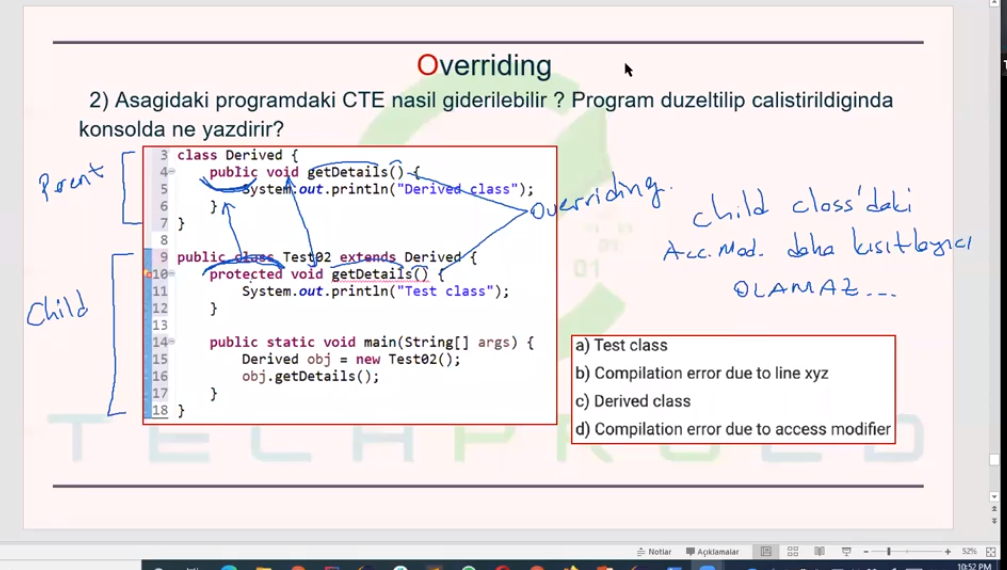 Overriding
2) Asagidaki programdaki CTE nasil giderilebilir ? Program duzeltilip calistirildiginda
konsolda ne yazdirir?
Parent
3 class Derived {
4 public void getDetails() {
5 System.out.println("Derived class");
6 }
7 }
8
9 public class Test02 extends Derived {
10 protected void getDetails() {
11 System.out.println("Test class");
12 }
13
14 public static void main(String[] args) {
15 Derived obj = new Test02();
16 obj.getDetails();
17 }
18 }
Child
Overriding.
child class'daki
Acc. Mod. daha kısıtlayıcı
OLAMAZ...
a) Test class
b) Compilation error due to line xyz
c) Derived class
d) Compilation error due to access modifier
TECHPROED
01
Notlar
Açıklamalar
52%
10:52 PM